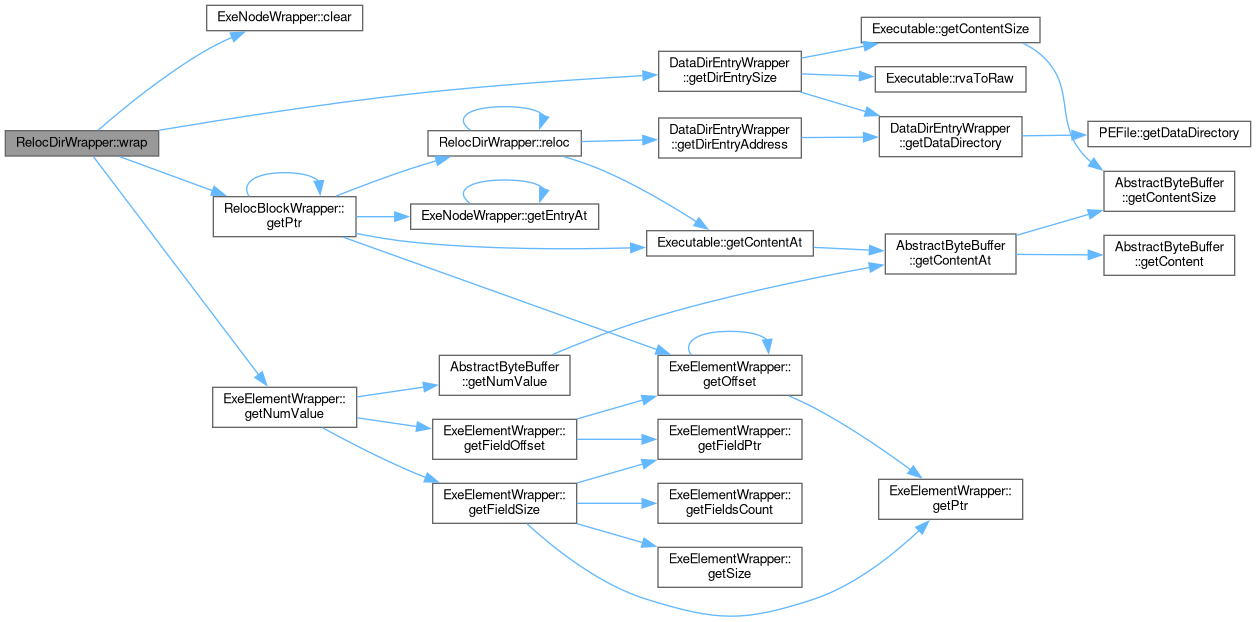 RelocDirWrapper::wrap
ExeNodeWrapper::clear
RelocBlockWrapper::
getPtr
ExeElementWrapper::
getNumValue
RelocDirWrapper::reloc
ExeNodeWrapper::getEntryAt
AbstractByteBuffer
::getNumValue
ExeElementWrapper::
getFieldOffset
ExeElementWrapper::
getFieldSize
DataDirEntryWrapper
::getDirEntrySize
DataDirEntryWrapper
::getDirEntryAddress
Executable::getContentAt
ExeElementWrapper::
getOffset
ExeElementWrapper::
getFieldPtr
ExeElementWrapper::
getFieldsCount
ExeElementWrapper::
getSize
Executable::getContentSize
Executable::rvaToRaw
DataDirEntryWrapper
::getDataDirectory
AbstractByteBuffer
::getContentAt
ExeElementWrapper::
getPtr
PEFile::getDataDirectory
AbstractByteBuffer
::getContentSize
AbstractByteBuffer
::getContent